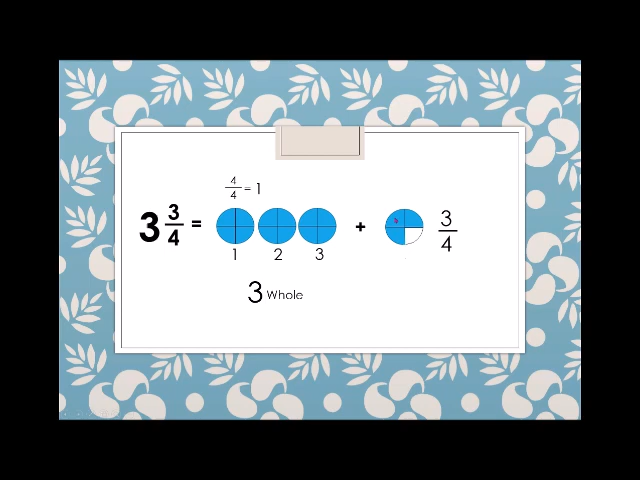 4/4 = 1
3 3/4 = + 3/4
1 2 3
3 Whole